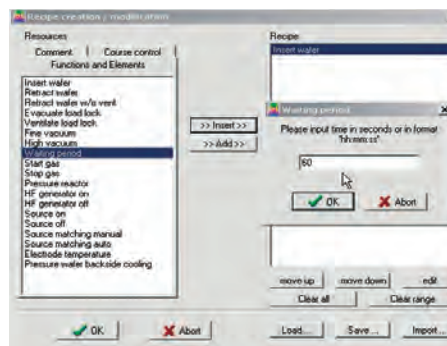 Recipe creation / modification
Resources
Comment
Course control
Functions and Elements
Insert wafer
Retract wafer
Retract wafer w/o vent
Evacuate load lock
Ventilate load lock
Fine vacuum
High vacuum
Waiting period
Start gas
Stop gas
Pressure reactor
HF generator on
HF generator off
Source on
Source off
Source matching manual
Source matching auto
Electrode temperature
Pressure wafer backside cooling
>> Insert >>
>> Add >>
Recipe
Insert wafer
Waiting period
Please input time in seconds or in format
'hh:mm:ss'
60
OK
Abort
move up
move down
edit
Clear all
Clear range
OK
Abort
Load...
Save...
Import...